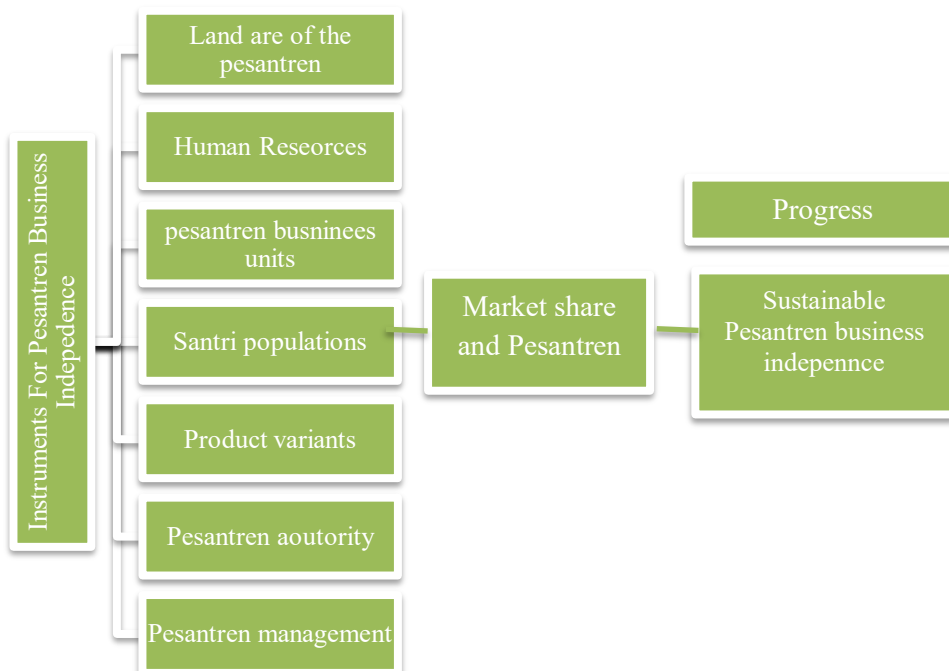 Instruments For Pesantren Business
Indepedence
Land are of the
pesantren
Human Reseorces
pesantren busninees
units
Santri populations
Product variants
Pesantren aoutority
Pesantren management
Market share
and Pesantren
Progress
Sustainable
Pesantren business
indepennce